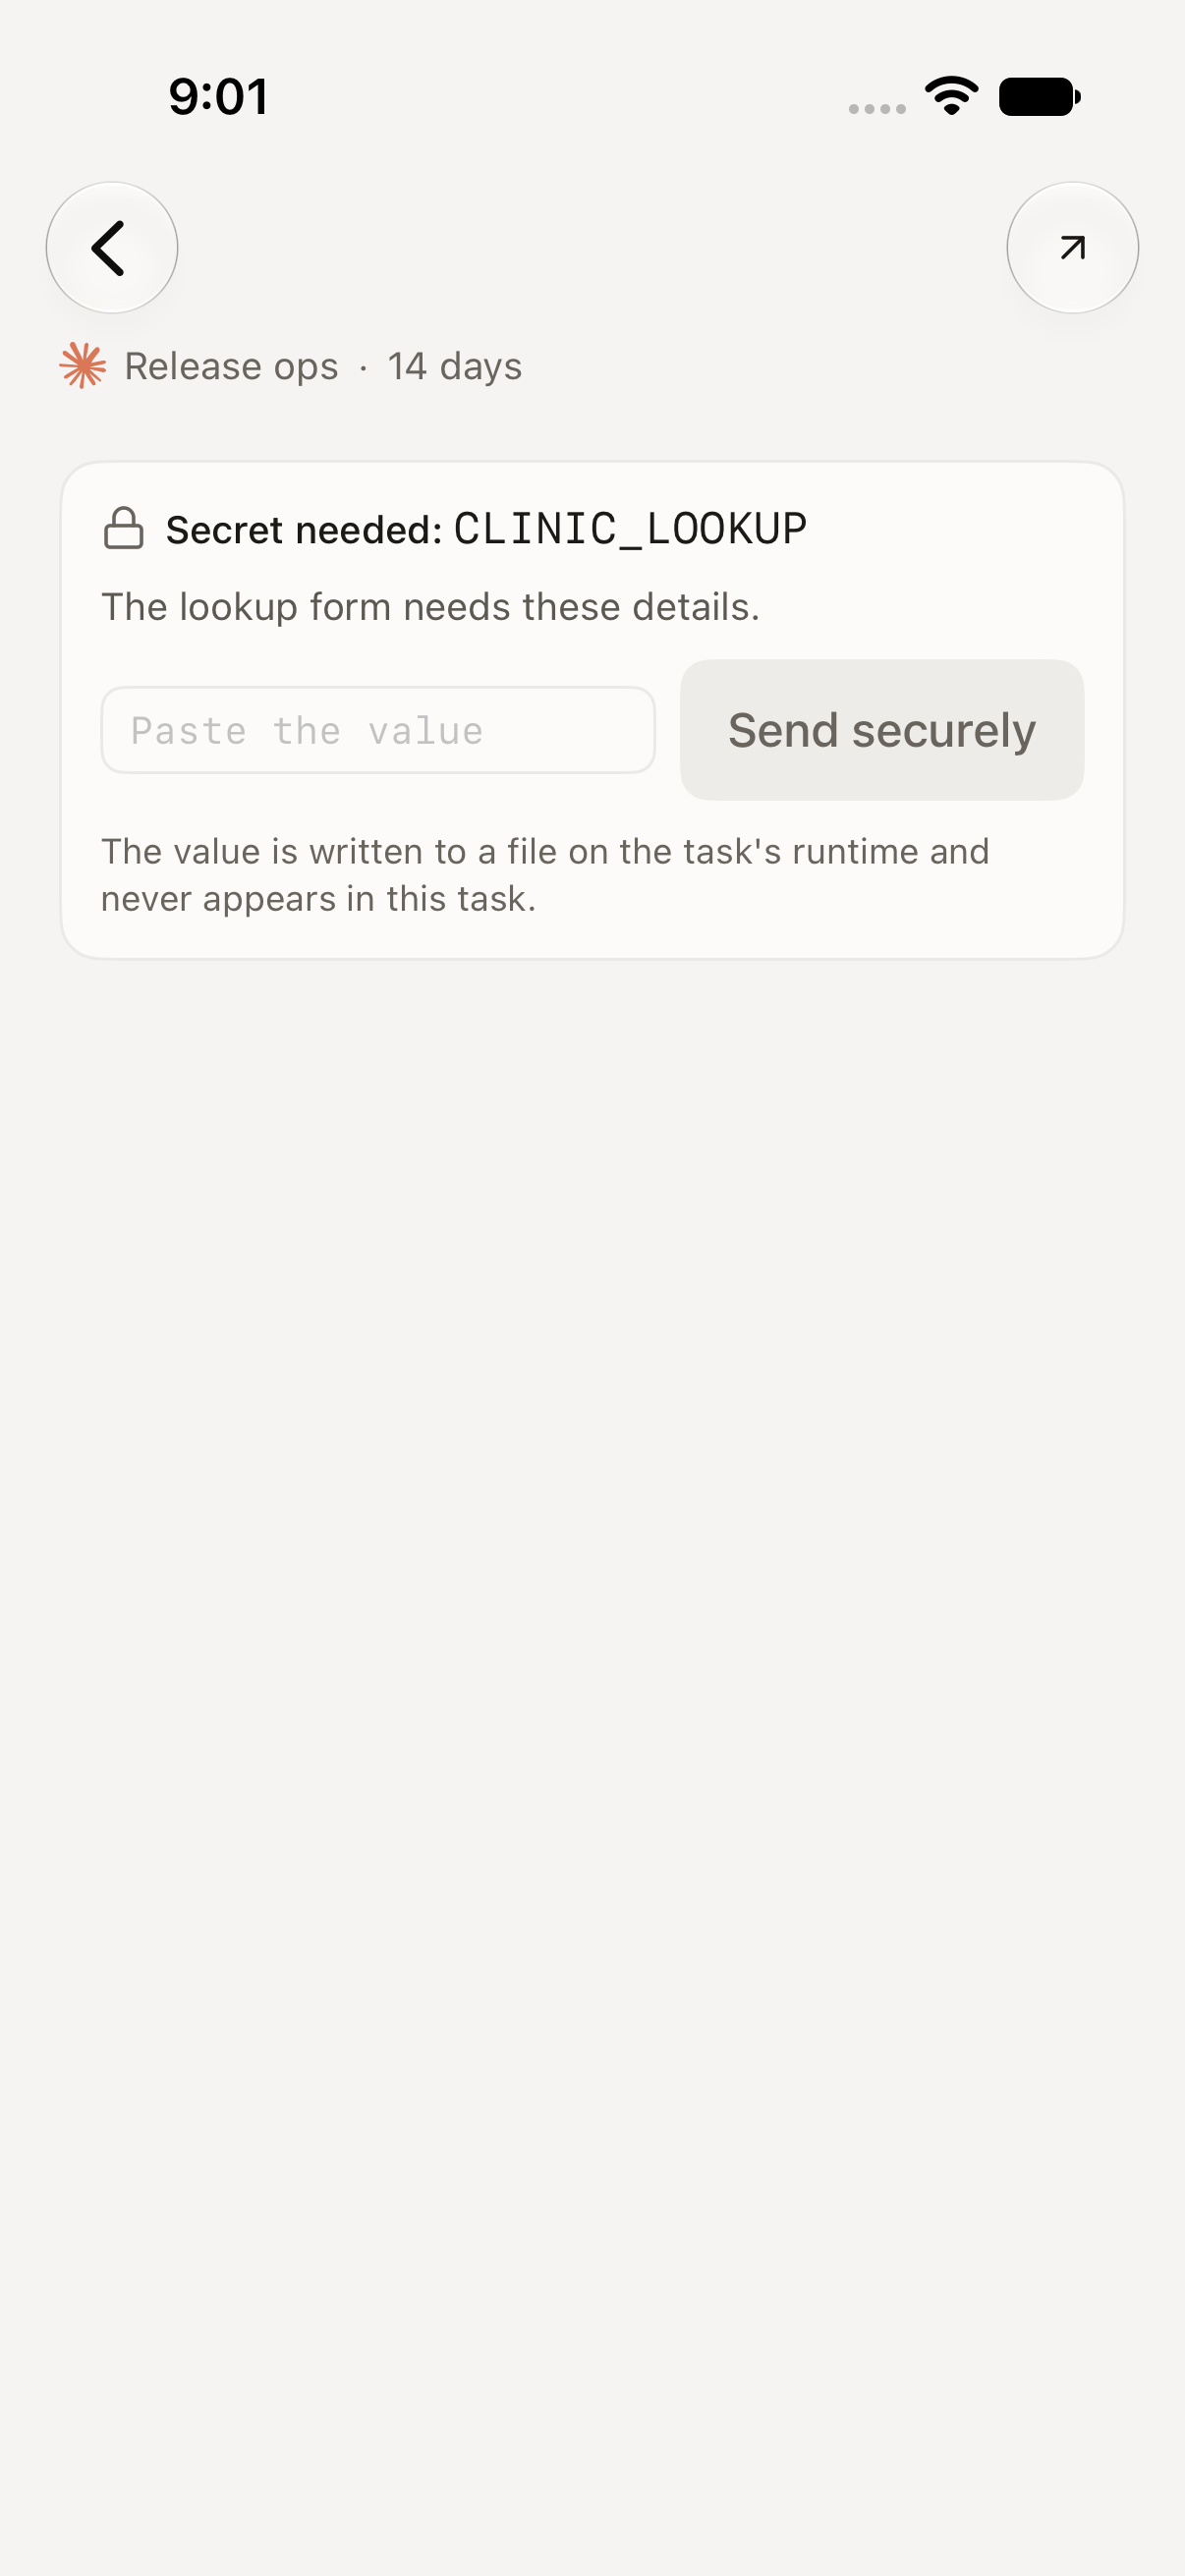 9:01
Release ops · 14 days
Secret needed: CLINIC_LOOKUP
The lookup form needs these details.
Paste the value
Send securely
The value is written to a file on the task's runtime and
never appears in this task.